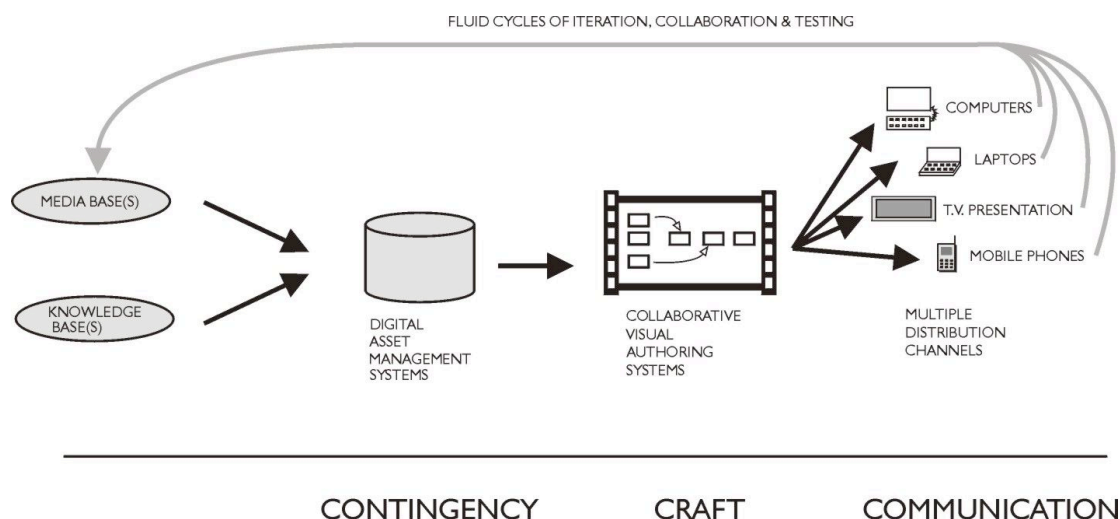 FLUID CYCLES OF ITERATION, COLLABORATION & TESTING
COMPUTERS
LAPTOPS
T.V. PRESENTATION
MOBILE PHONES
MEDIA BASE(S)
KNOWLEDGE
BASE(S)
DIGITAL
ASSET
MANAGEMENT
SYSTEMS
COLLABORATIVE
VISUAL
AUTHORING
SYSTEMS
MULTIPLE
DISTRIBUTION
CHANNELS
CONTINGENCY
CRAFT
COMMUNICATION